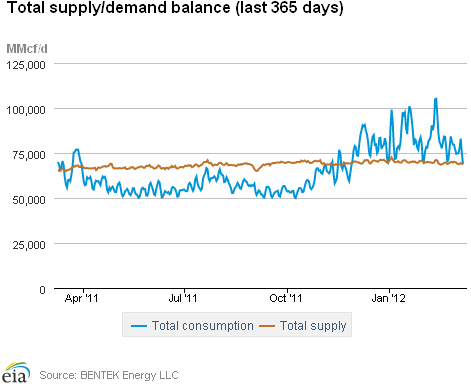 Total supply/demand balance (last 365 days)
MMcf/d
125,000
100,000
75,000
50,000
25,000
0
Apr '11
Jul '11
Oct '11
Jan '12
Total consumption
Total supply
eia
Source: BENTEK Energy LLC